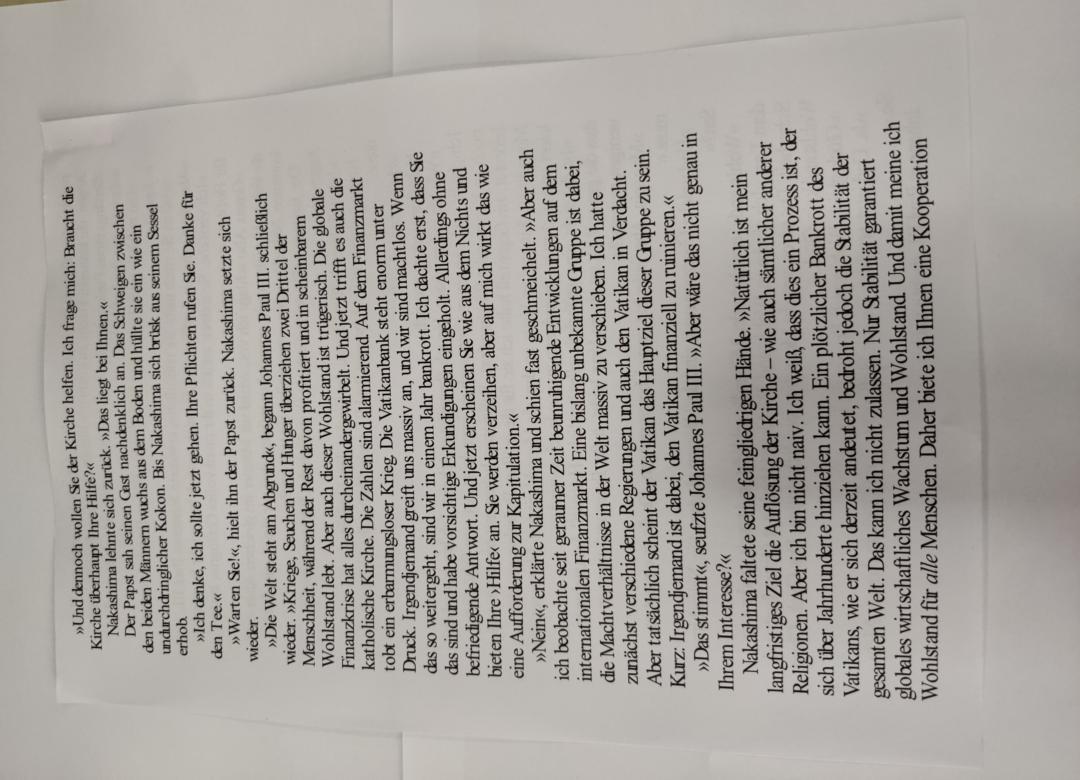 »Und dennoch wollen Sie der Kirche helfen. Ich frage mich: Braucht die
Kirche überhaupt Ihre Hilfe?«
Nakashima lehnte sich zurück. »Das liegt bei Ihnen.«
Der Papst sah seinen Gast nachdenklich an. Das Schweigen zwischen
den beiden Männern wuchs aus dem Boden und hüllte sie ein wie ein
undurchdringlicher Kokon. Bis Nakashima sich brüsk aus seinem Sessel
erhob.
»Ich denke, ich sollte jetzt gehen. Ihre Pflichten rufen Sie. Danke für
den Tee.«
»Warten Sie!«, hielt ihn der Papst zurück. Nakashima setzte sich
wieder.
»Die Welt steht am Abgrund«, begann Johannes Paul III. schließlich
wieder. »Kriege, Seuchen und Hunger überziehen zwei Drittel der
Menschheit, während der Rest davon profitiert und in scheinbarem
Wohlstand lebt. Aber auch dieser Wohlstand ist trügerisch. Die globale
Finanzkrise hat alles durcheinandergewirbelt. Und jetzt trifft es auch die
katholische Kirche. Die Zahlen sind alarmierend. Auf dem Finanzmarkt
tobt ein erbarmungsloser Krieg. Die Vatikanbank steht enorm unter
Druck. Irgendjemand greift uns massiv an, und wir sind machtlos. Wenn
das so weitergeht, sind wir in einem Jahr bankrott. Ich dachte erst, dass Sie
das sind und habe vorsichtige Erkundigungen eingeholt. Allerdings ohne
befriedigende Antwort. Und jetzt erscheinen Sie wie aus dem Nichts und
bieten Ihre ›Hilfe‹ an. Sie werden verzeihen, aber auf mich wirkt das wie
eine Aufforderung zur Kapitulation.«
»Nein«, erklärte Nakashima und schien fast geschmeichelt. »Aber auch
ich beobachte seit geraumer Zeit beunruhigende Entwicklungen auf dem
internationalen Finanzmarkt. Eine bislang unbekannte Gruppe ist dabei,
die Machtverhältnisse in der Welt massiv zu verschieben. Ich hatte
zunächst verschiedene Regierungen und auch den Vatikan in Verdacht.
Aber tatsächlich scheint der Vatikan das Hauptziel dieser Gruppe zu sein.
Kurz: Irgendjemand ist dabei, den Vatikan finanziell zu ruinieren.«
»Das stimmt«, seufzte Johannes Paul III. »Aber wäre das nicht genau in
Ihrem Interesse?«
Nakashima faltete seine feingliedrigen Hände. »Natürlich ist mein
langfristiges Ziel die Auflösung der Kirche – wie auch sämtlicher anderer
Religionen. Aber ich bin nicht naiv. Ich weiß, dass dies ein Prozess ist, der
sich über Jahrhunderte hinziehen kann. Ein plötzlicher Bankrott des
Vatikans, wie er sich derzeit andeutet, bedroht jedoch die Stabilität der
gesamten Welt. Das kann ich nicht zulassen. Nur Stabilität garantiert
globales wirtschaftliches Wachstum und Wohlstand. Und damit meine ich
Wohlstand für alle Menschen. Daher biete ich Ihnen eine Kooperation